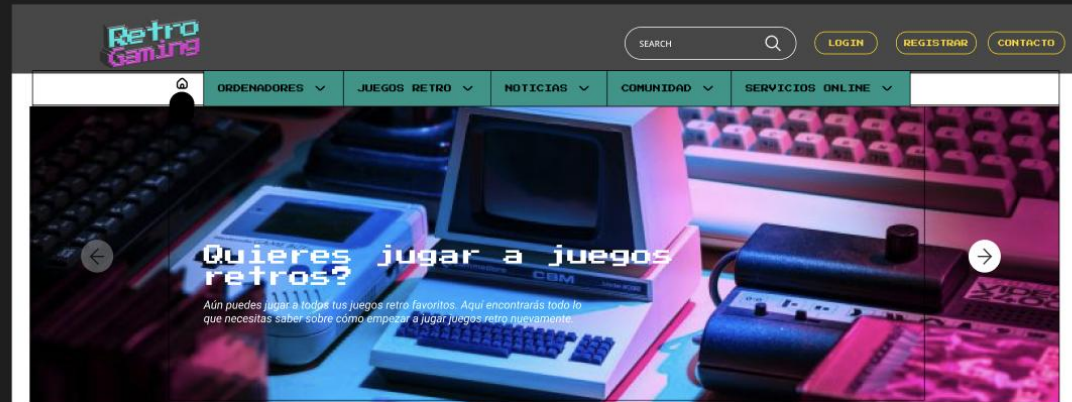 Retro
Gaming
SEARCH
LOGIN
REGISTRAR
CONTACTO
ORDENADORES
JUEGOS RETRO
NOTICIAS
COMUNIDAD
SERVICIOS ONLINE
Quieres jugar a juegos
retros?
Aún puedes jugar a todos tus juegos retro favoritos. Aquí encontrarás todo lo
que necesitas saber sobre cómo empezar a jugar juegos retro nuevamente.
CBM